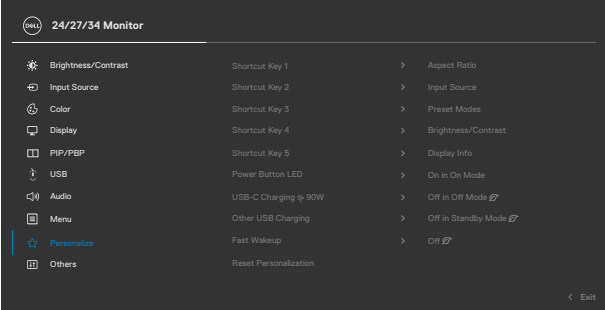 DELL 24/27/34 Monitor
Brightness/Contrast Shortcut Key 1 > Aspect Ratio
Input Source Shortcut Key 2 > Input Source
Color Shortcut Key 3 > Preset Modes
Display Shortcut Key 4 > Brightness/Contrast
PIP/PBP Shortcut Key 5 > Display Info
USB Power Button LED > On in On Mode
Audio USB-C Charging 90W > Off in Off Mode
Menu Other USB Charging > Off in Standby Mode
Personalize Fast Wakeup > Off
Others Reset Personalization
< Exit